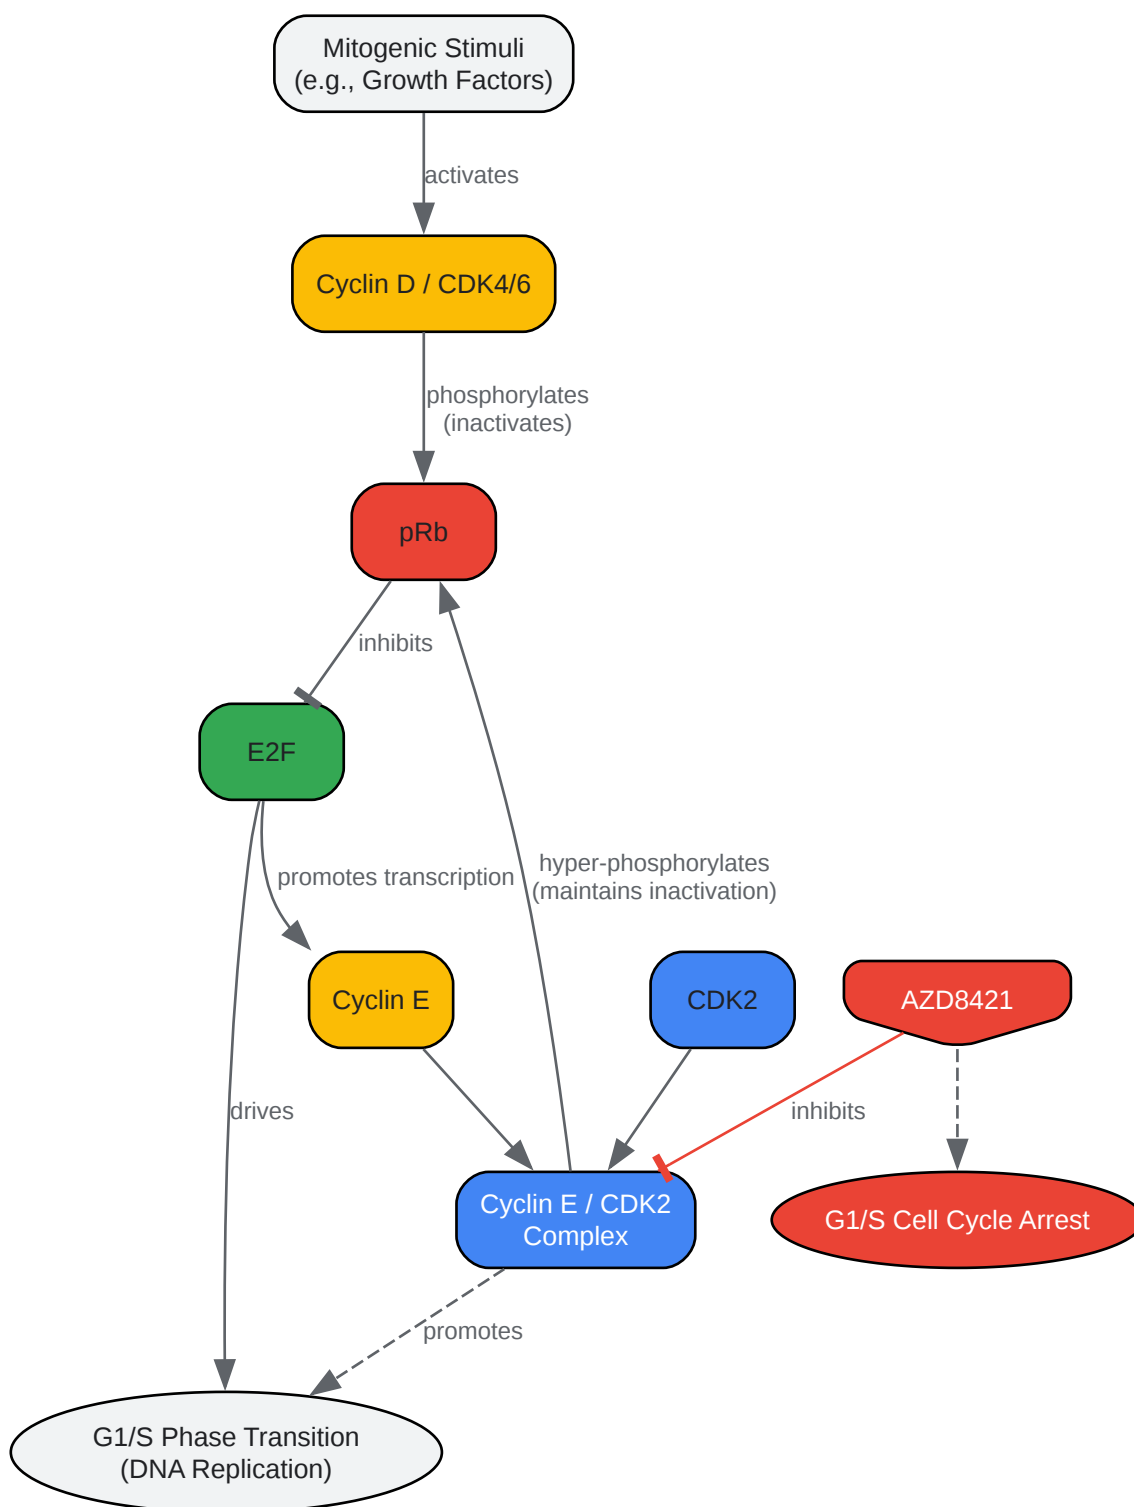 Mitogenic Stimuli
(e.g., Growth Factors)
activates
Cyclin D / CDK4/6
phosphorylates
(inactivates)
pRb
inhibits
E2F
hyper-phosphorylates
(maintains inactivation)
promotes transcription
Cyclin E
CDK2
AZD8421
drives
inhibits
Cyclin E / CDK2
Complex
G1/S Cell Cycle Arrest
promotes
G1/S Phase Transition
(DNA Replication)